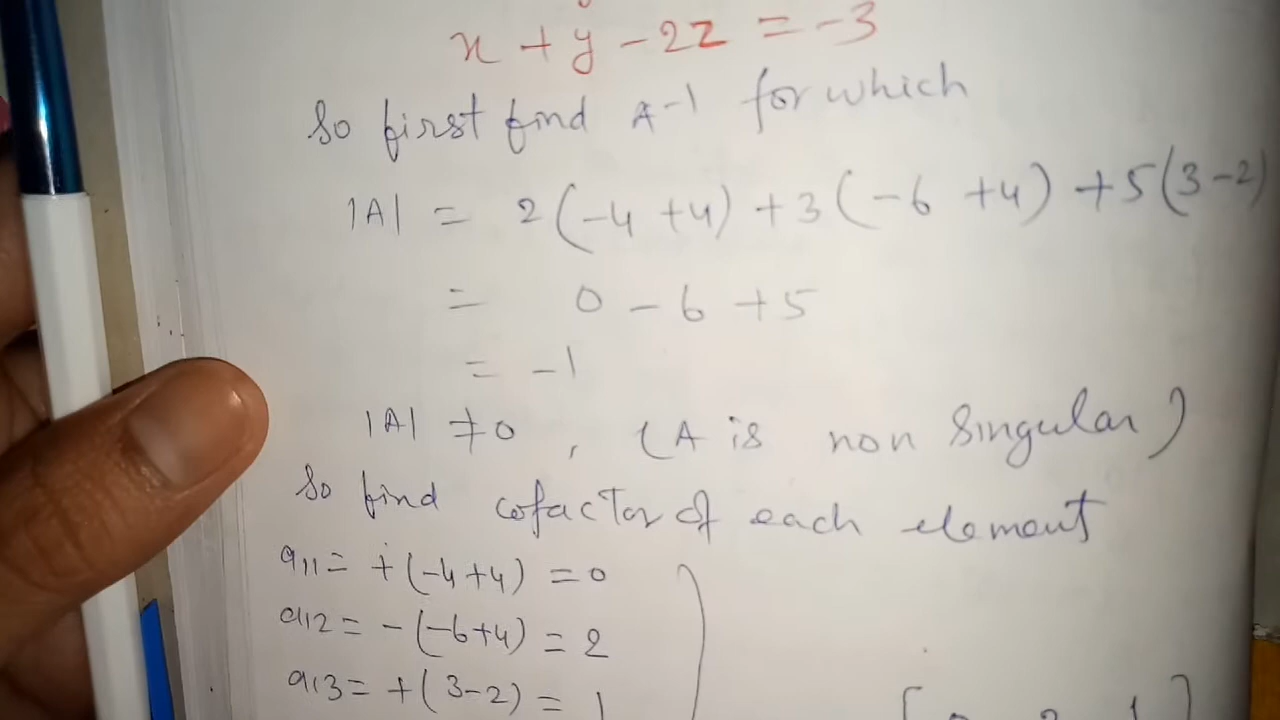 x + y - 2z = -3
So first find A-1 for which
|A| = 2(-4 +4) +3(-6 +4) +5(3-2)
= 0 - 6 +5
= -1
|A| ≠0 , (A is non Singular)
So find cofactor of each element
a11 = +(-4+4) = 0
a12 = -(-6+4) = 2
a13 = +(3-2) = 1